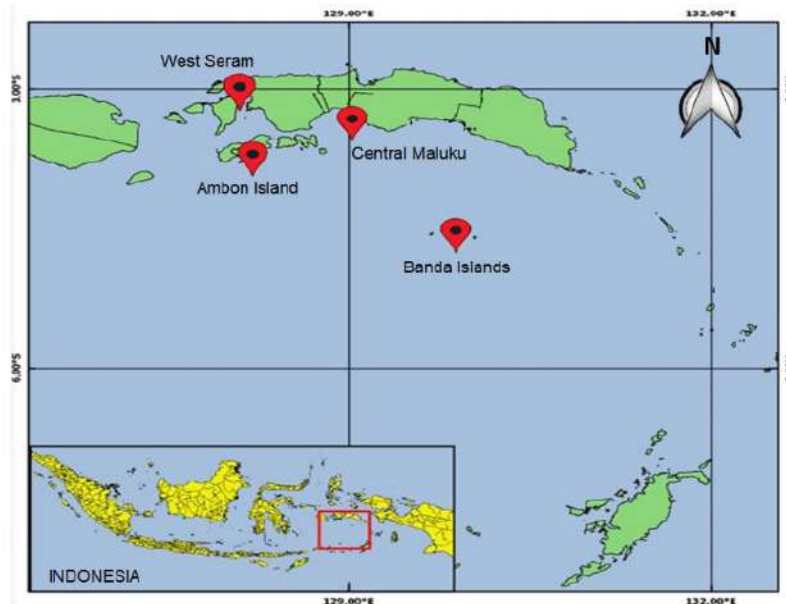 129.00°E
132.00°E
N
West Seram
3.00°S
Central Maluku
Ambon Island
Banda Islands
6.00°S
INDONESIA
129.00°E
132.00°E